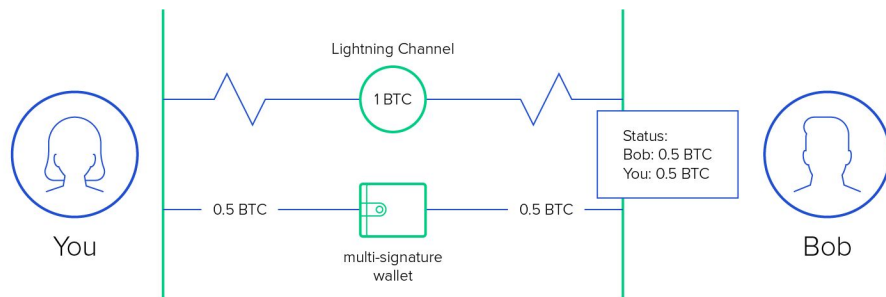 Lightning Channel
1 BTC
Status:
Bob: 0.5 BTC
You: 0.5 BTC
0.5 BTC
0.5 BTC
You
multi-signature
wallet
Bob